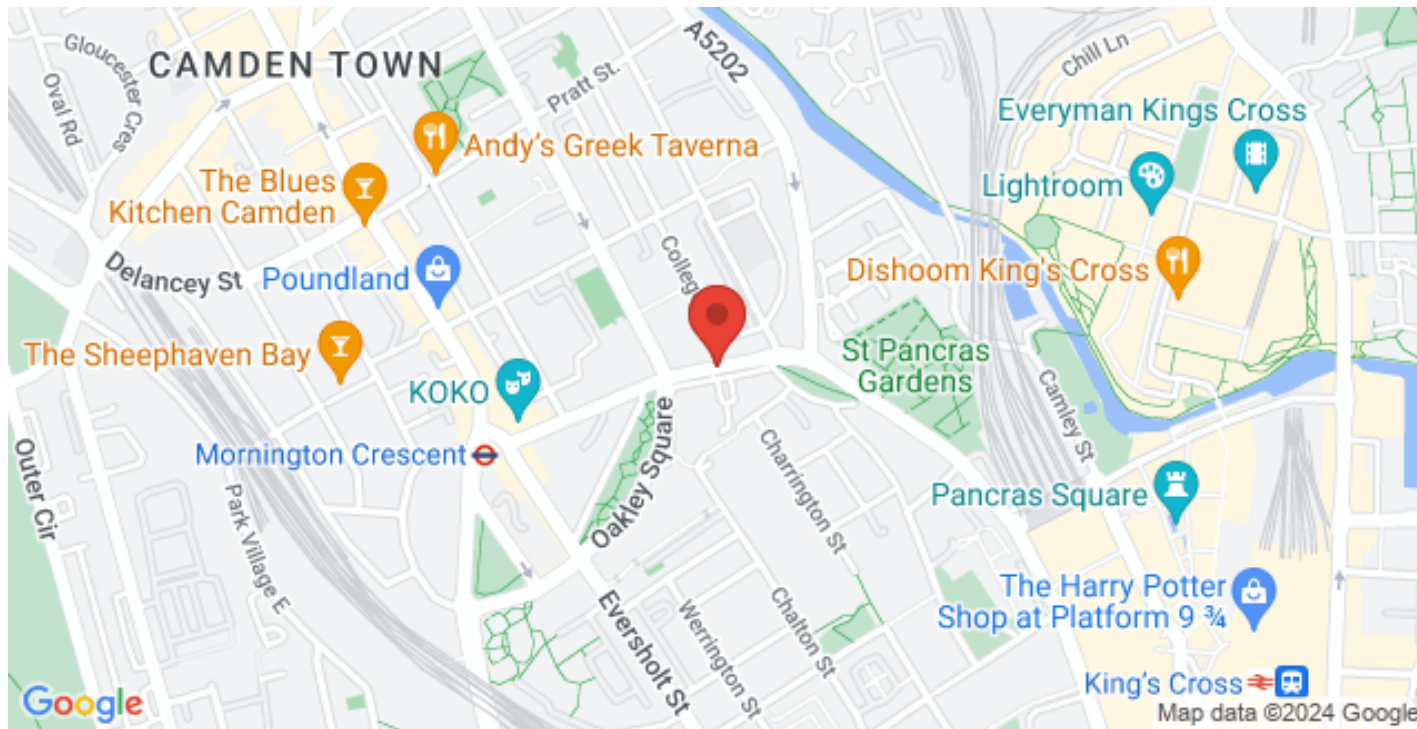 Gloucester Cres
Oval Rd
CAMDEN TOWN
Pratt St.
A5202
Chill Ln
Everyman Kings Cross
Andy's Greek Taverna
The Blues
Kitchen Camden
Lightroom
Delancey St
Poundland
College
Dishoom King's Cross
The Sheephaven Bay
KOKO
St Pancras
Gardens
Camley St
Mornington Crescent
Oakley Square
Charrington St
Outer Cir
Park Village E
Pancras Square
Eversholt St
Werrington St
Chalton St
The Harry Potter
Shop at Platform 9 ¾
King's Cross
Google
Map data ©2024 Google